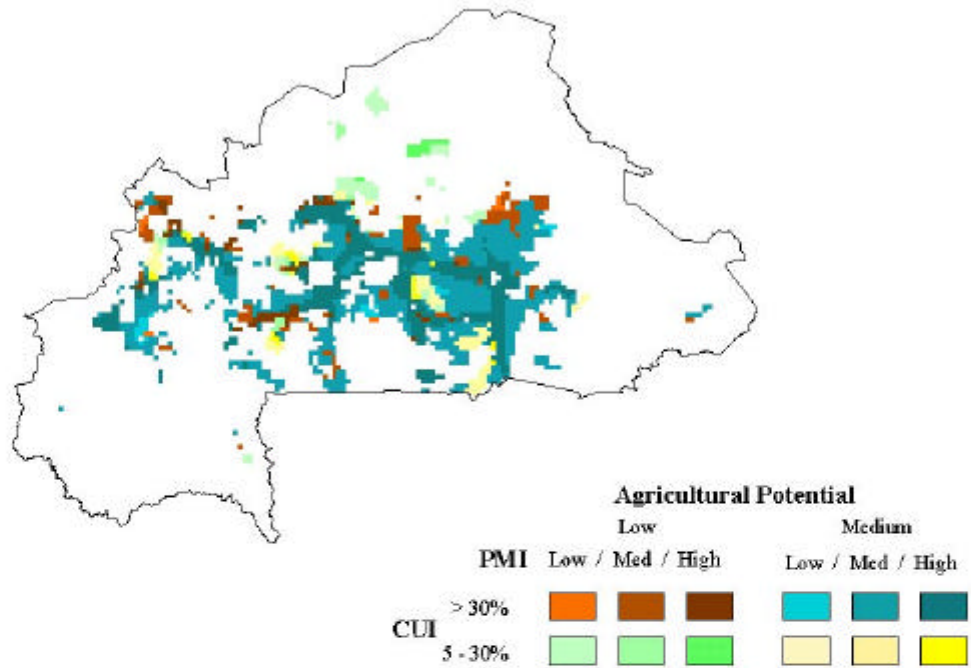 Agricultural Potential
Low Medium
PMI Low / Med / High Low / Med / High
> 30%
CUI
5 - 30%